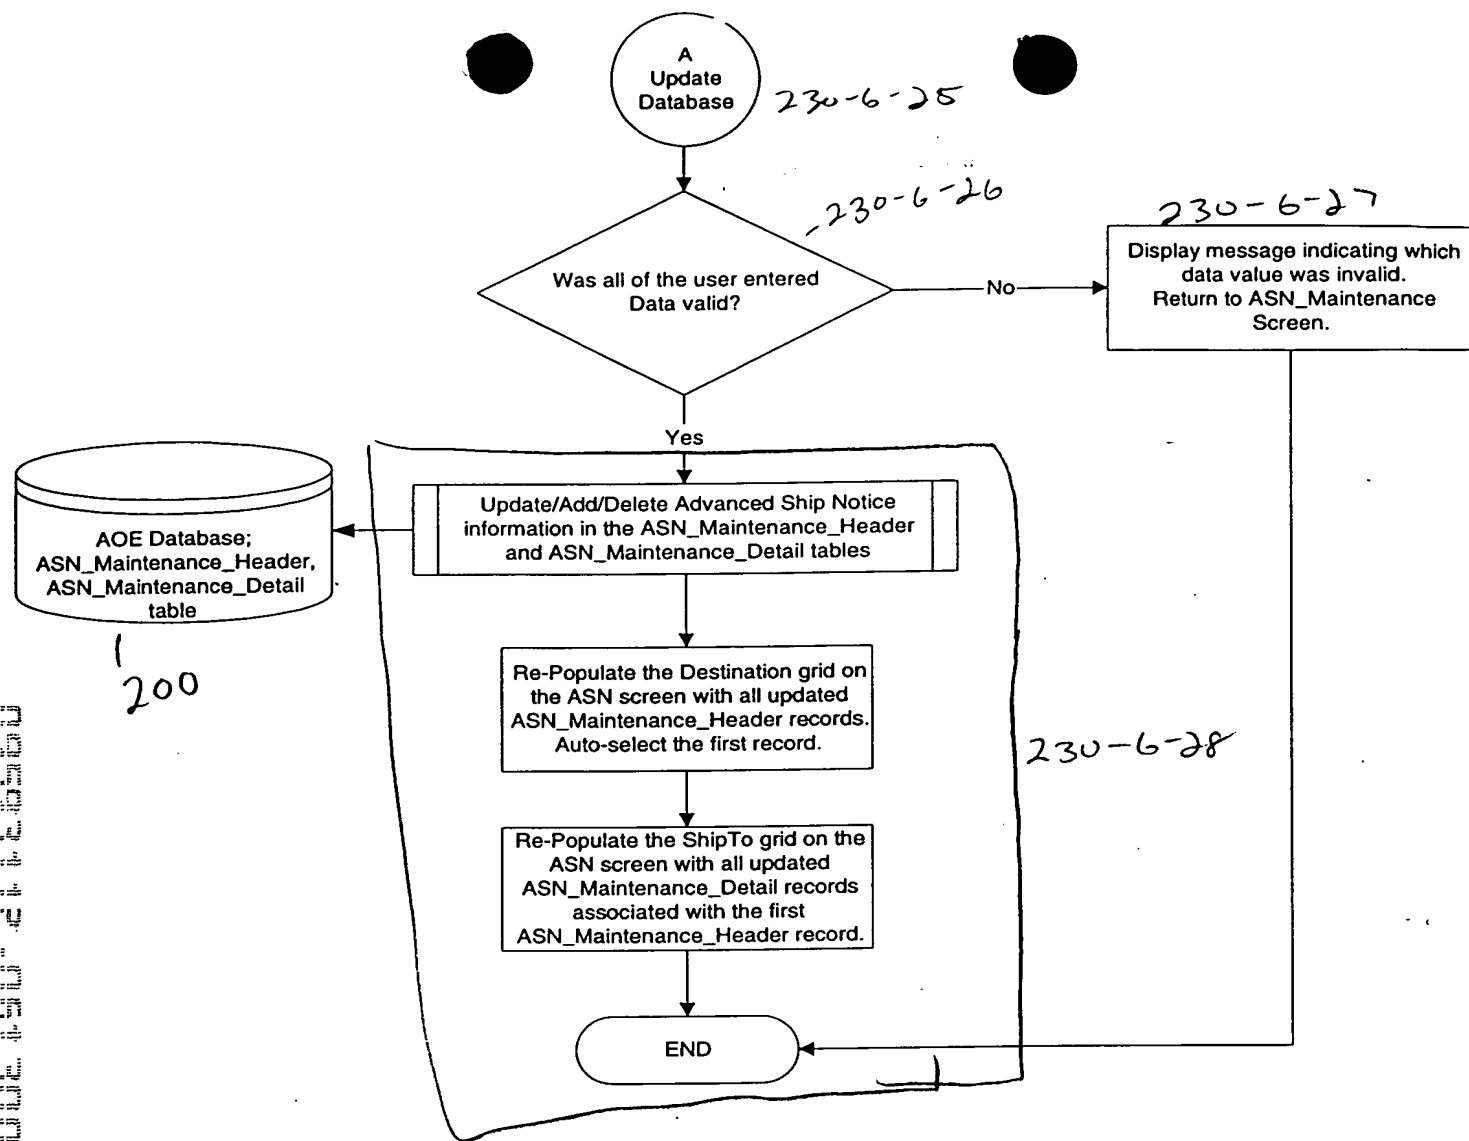 A
Update
Database
230-6-25
230-6-26
Was all of the user entered
Data valid?
No
230-6-27
Display message indicating which
data value was invalid.
Return to ASN_Maintenance
Screen.
Yes
Update/Add/Delete Advanced Ship Notice
information in the ASN_Maintenance_Header
and ASN_Maintenance_Detail tables
AOE Database;
ASN_Maintenance_Header,
ASN_Maintenance_Detail
table
200
Re-Populate the Destination grid on
the ASN screen with all updated
ASN_Maintenance_Header records.
Auto-select the first record.
230-6-28
Re-Populate the ShipTo grid on the
ASN screen with all updated
ASN_Maintenance_Detail records
associated with the first
ASN_Maintenance_Header record.
END